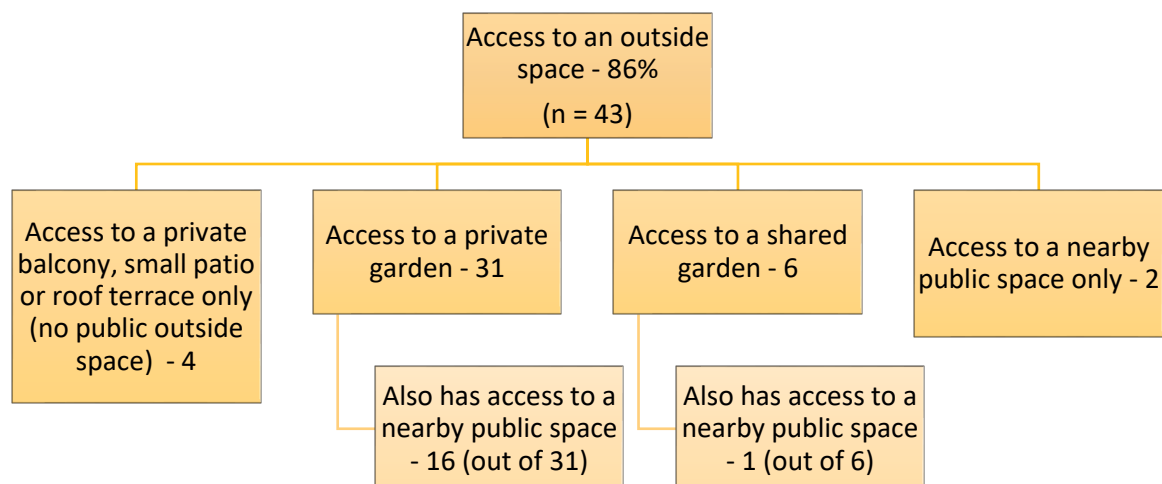 Access to an outside
space - 86%
(n = 43)
Access to a private
balcony, small patio
or roof terrace only
(no public outside
space)  - 4
Access to a private
garden - 31
Access to a shared
garden - 6
Access to a nearby
public space only - 2
Also has access to a
nearby public space
- 16 (out of 31)
Also has access to a
nearby public space
- 1 (out of 6)